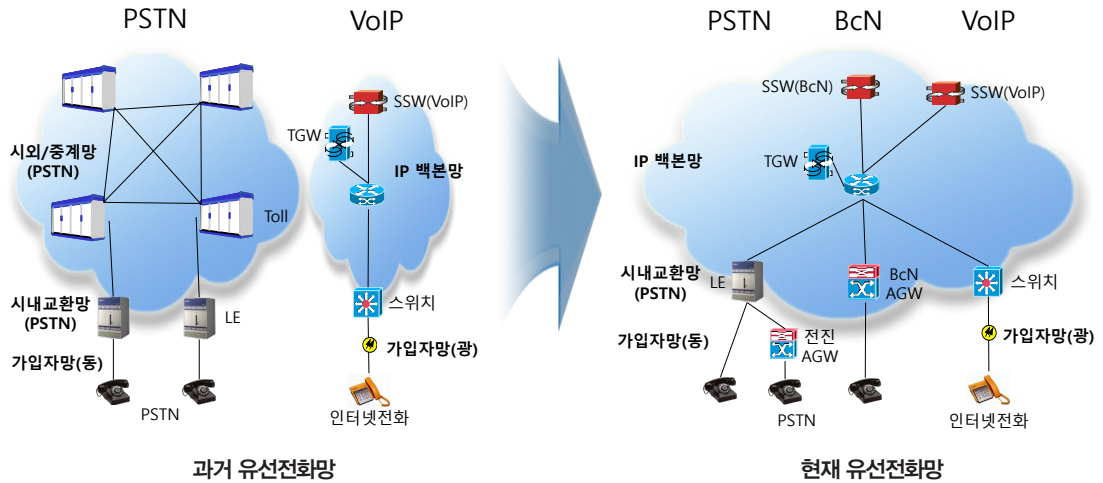 PSTN
VoIP
SSW(VoIP)
TGW
시외/중계망
(PSTN)
IP 백본망
Toll
시내교환망
(PSTN)
LE
스위치
가입자망(동)
가입자망(광)
PSTN
인터넷전화
과거 유선전화망
PSTN
BcN
VoIP
SSW(BcN)
SSW(VoIP)
IP 백본망
TGW
시내교환망
(PSTN)
LE
BcN
AGW
스위치
가입자망(동)
전진
AGW
가입자망(광)
PSTN
인터넷전화
현재 유선전화망